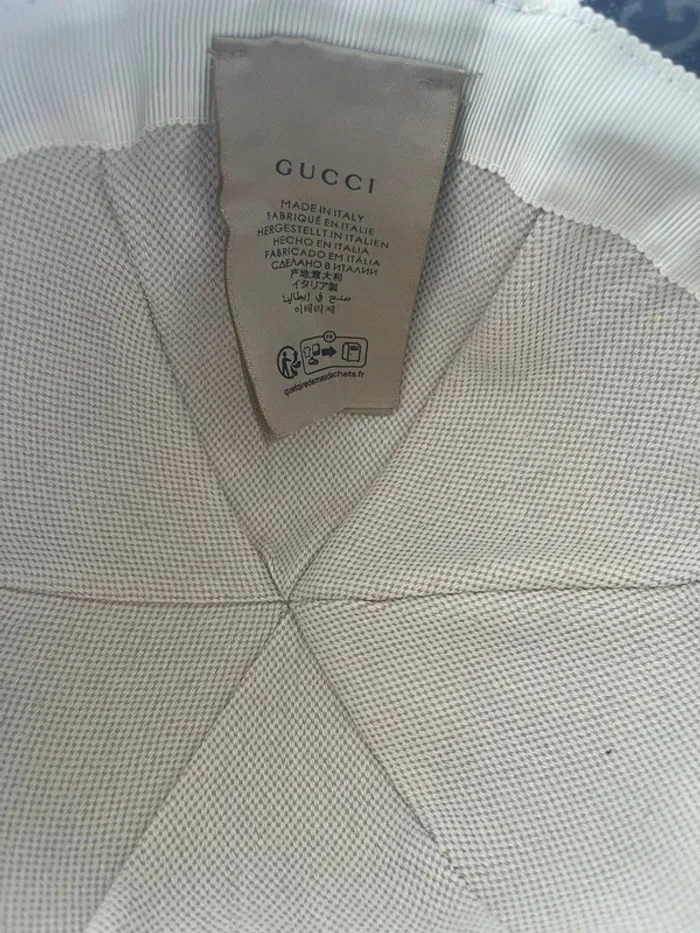 GUCCI
MADE IN ITALY
FABRIQUÉ EN ITALIE
HERGESTELLT IN ITALIEN
HECHO EN ITALIA
FABRICADO EM ITÁLIA
СДЕЛАНО В ИТАЛИИ
产地意大利
イタリア製
صنع في إيطاليا
이태리제
FR
quefairedemesdechets.fr